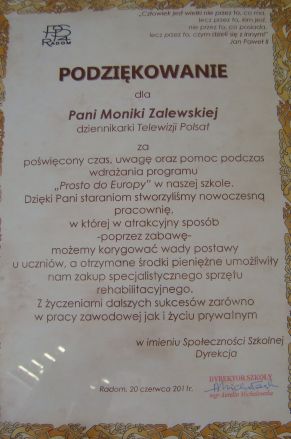 „Człowiek jest wielki nie przez to, co ma,
lecz przez to, kim jest,
nie przez to, co posiada,
lecz przez to, czym dzieli się z innymi"
Jan Paweł II
RADOM
PODZIĘKOWANIE
dla
Pani Moniki Zalewskiej
dziennikarki Telewizji Polsat
za
poświęcony czas, uwagę oraz pomoc podczas
wdrażania programu
„Prosto do Europy" w naszej szkole.
Dzięki Pani staraniom stworzyliśmy nowoczesną
pracownię,
w której w atrakcyjny sposób
-poprzez zabawę-
możemy korygować wady postawy
u uczniów, a otrzymane środki pieniężne umożliwiły
nam zakup specjalistycznego sprzętu
rehabilitacyjnego.
Z życzeniami dalszych sukcesów zarówno
w pracy zawodowej jak i życiu prywatnym
w imieniu Społeczności Szkolnej
Dyrekcja
DYREKTOR SZKOŁY
Radom, 20 czerwca 2011r.